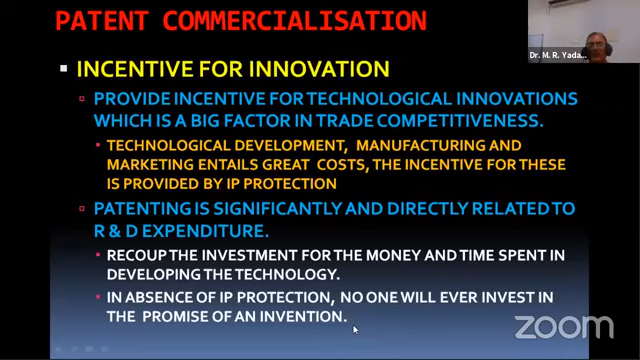 PATENT COMMERCIALISATION
Dr. M. R. Yada...
INCENTIVE FOR INNOVATION
PROVIDE INCENTIVE FOR TECHNOLOGICAL INNOVATIONS
WHICH IS A BIG FACTOR IN TRADE COMPETITIVENESS.
TECHNOLOGICAL DEVELOPMENT, MANUFACTURING AND
MARKETING ENTAILS GREAT COSTS, THE INCENTIVE FOR THESE
IS PROVIDED BY IP PROTECTION
PATENTING IS SIGNIFICANTLY AND DIRECTLY RELATED TO
R & D EXPENDITURE.
RECOUP THE INVESTMENT FOR THE MONEY AND TIME SPENT IN
DEVELOPING THE TECHNOLOGY.
IN ABSENCE OF IP PROTECTION, NO ONE WILL EVER INVEST IN
THE PROMISE OF AN INVENTION.
zoom